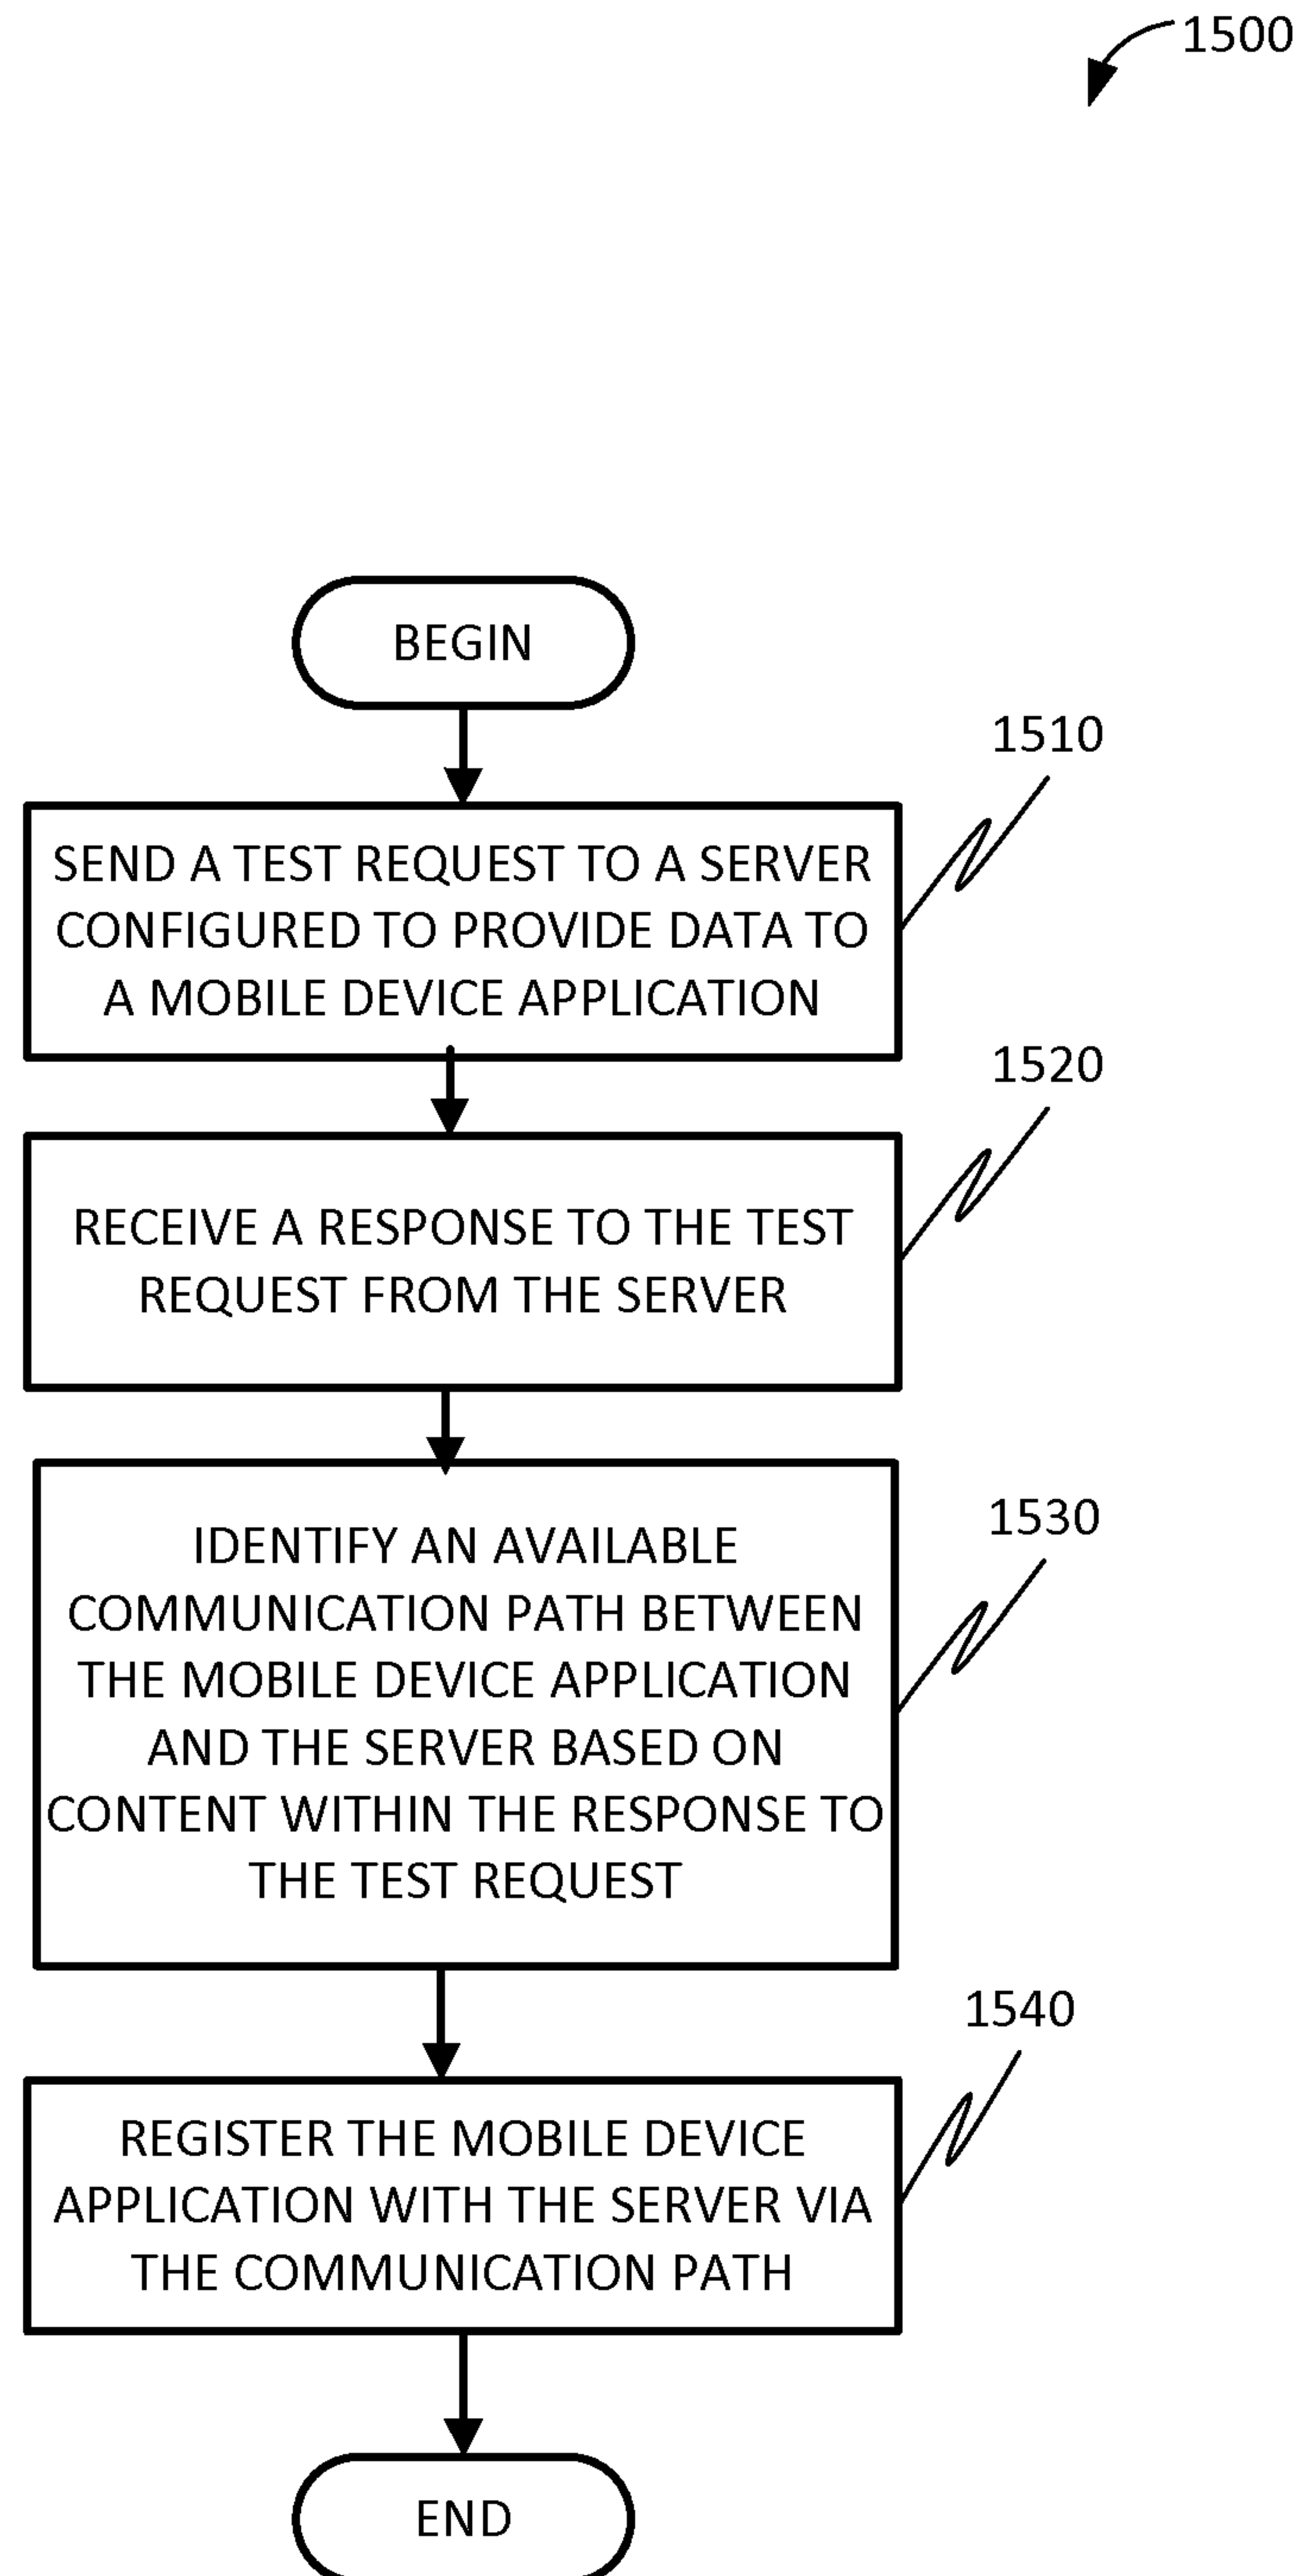 1500
BEGIN
1510
SEND A TEST REQUEST TO A SERVER
CONFIGURED TO PROVIDE DATA TO
A MOBILE DEVICE APPLICATION
1520
RECEIVE A RESPONSE TO THE TEST
REQUEST FROM THE SERVER
1530
IDENTIFY AN AVAILABLE
COMMUNICATION PATH BETWEEN
THE MOBILE DEVICE APPLICATION
AND THE SERVER BASED ON
CONTENT WITHIN THE RESPONSE TO
THE TEST REQUEST
1540
REGISTER THE MOBILE DEVICE
APPLICATION WITH THE SERVER VIA
THE COMMUNICATION PATH
END